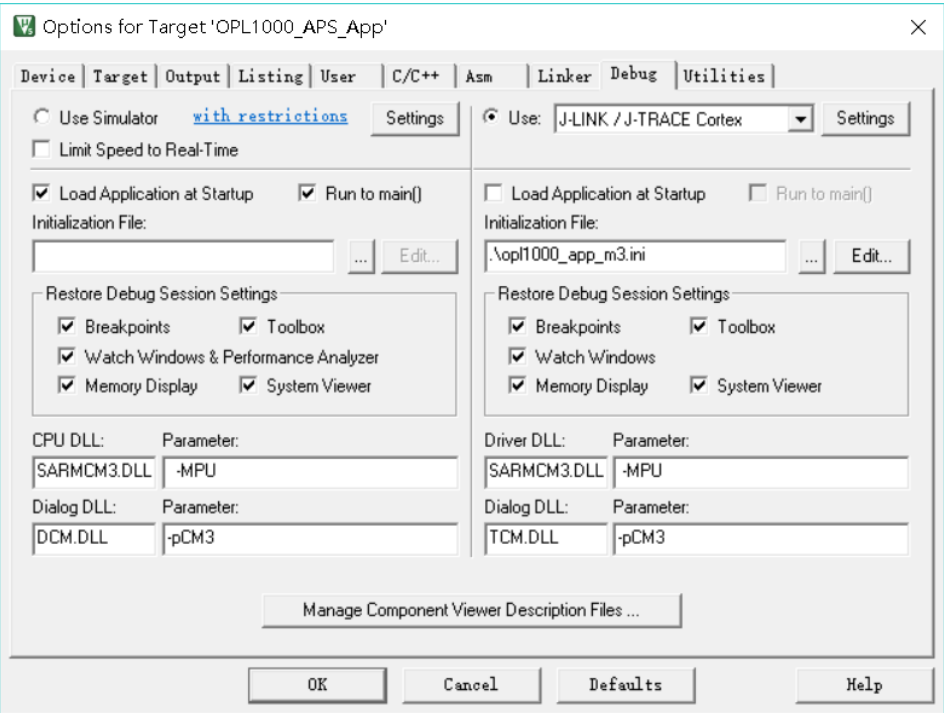 Options for Target 'OPL1000_APS_App'
Device Target Output Listing User C/C++ Asm Linker Debug Utilities
Use Simulator with restrictions Settings
Limit Speed to Real-Time
Load Application at Startup Run to main()
Initialization File:
... Edit...
Restore Debug Session Settings
Breakpoints Toolbox
Watch Windows & Performance Analyzer
Memory Display System Viewer
CPU DLL: Parameter:
SARMCM3.DLL -MPU
Dialog DLL: Parameter:
DCM.DLL -pCM3
Use: J-LINK / J-TRACE Cortex Settings
Load Application at Startup Run to main()
Initialization File:
.\opl1000_app_m3.ini ... Edit...
Restore Debug Session Settings
Breakpoints Toolbox
Watch Windows
Memory Display System Viewer
Driver DLL: Parameter:
SARMCM3.DLL -MPU
Dialog DLL: Parameter:
TCM.DLL -pCM3
Manage Component Viewer Description Files ...
OK Cancel Defaults Help